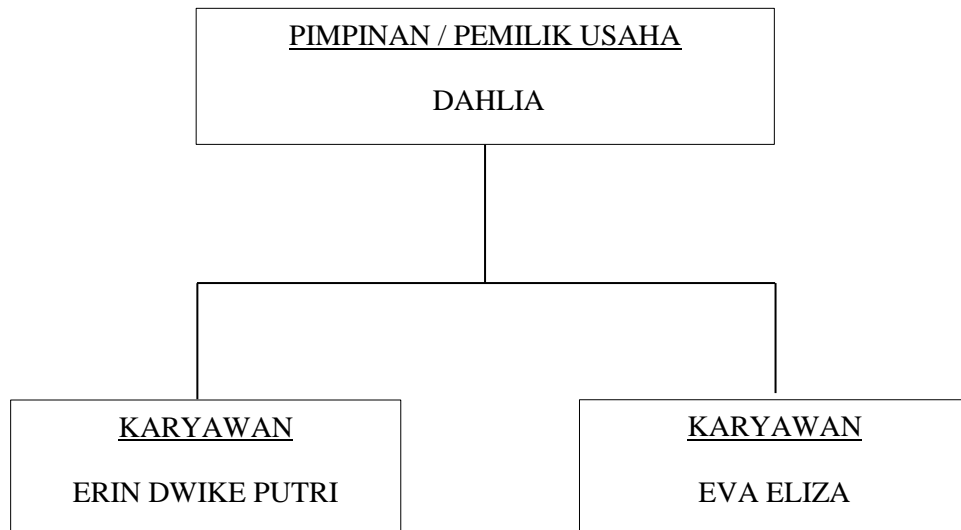 PIMPINAN / PEMILIK USAHA
DAHLIA
KARYAWAN
ERIN DWIKE PUTRI
KARYAWAN
EVA ELIZA